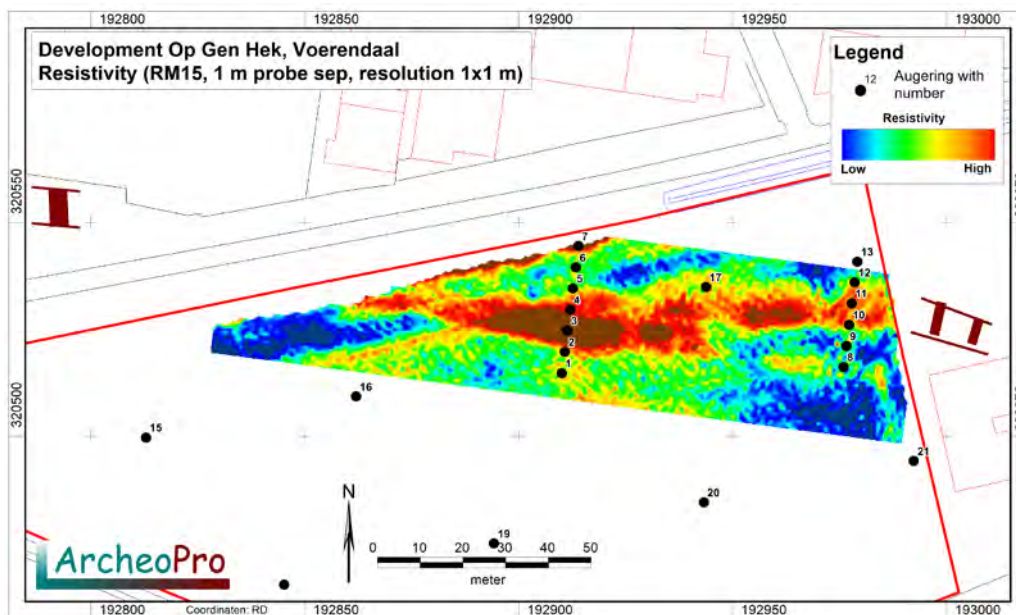 192800 192850 192900 192950 193000
Development Op Gen Hek, Voerendaal
Resistivity (RM15, 1 m probe sep, resolution 1x1 m)
Legend
12 Augering with
number
Resistivity
Low High
320550
320500
7
6
5
4
3
2
1
17
13
12
11
10
9
8
16
15
21
20
19
N
0 10 20 30 40 50
meter
ArcheoPro
192800 Coordinaten: RD 192850 192900 192950 193000